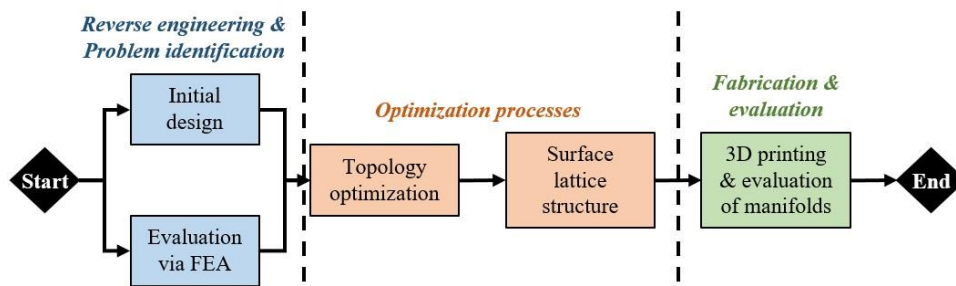 Reverse engineering &
Problem identification
Initial
design
Start
Evaluation
via FEA
Optimization processes
Topology
optimization
Surface
lattice
structure
Fabrication &
evaluation
3D printing
& evaluation
of manifolds
End